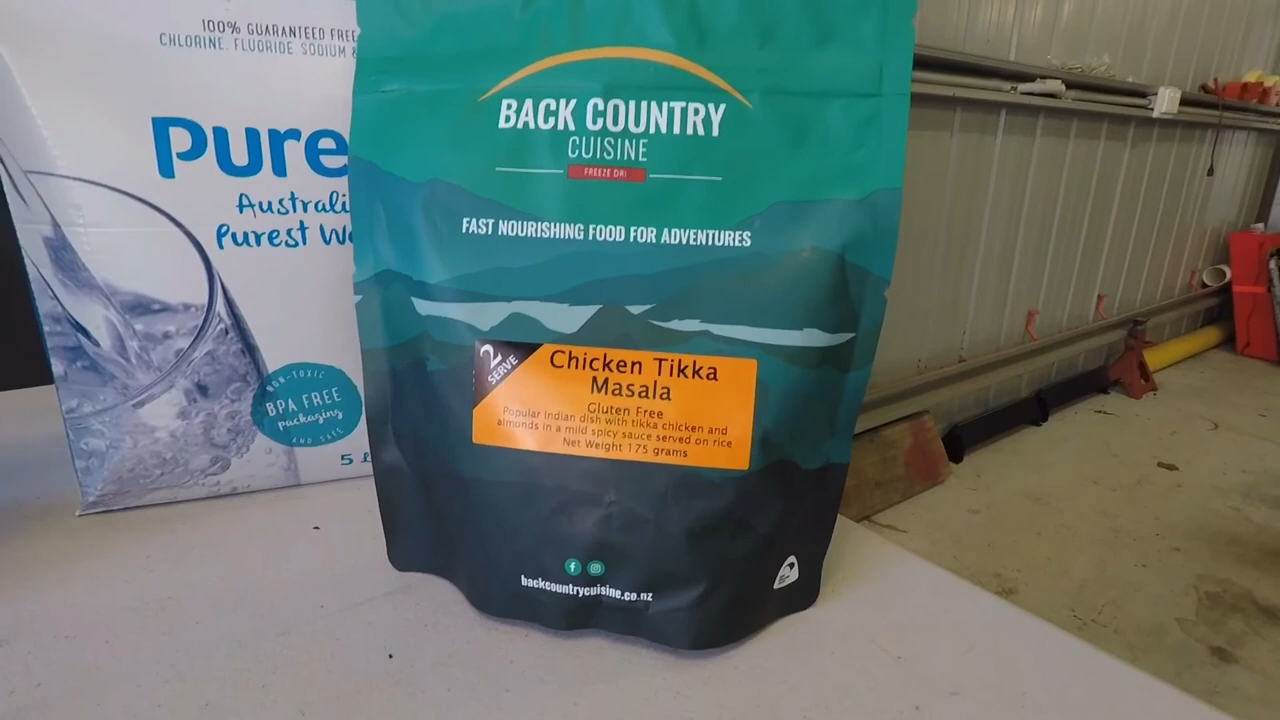 100% GUARANTEED FREE
CHLORINE, FLUORIDE, SODIUM &
Pure
Australi
Purest W
NON-TOXIC
BPA FREE
packaging
AND SAFE
5
BACK COUNTRY
CUISINE
FREEZE DRI
FAST NOURISHING FOOD FOR ADVENTURES
2
SERVE
Chicken Tikka
Masala
Gluten Free
Popular Indian dish with tikka chicken and
almonds in a mild spicy sauce served on rice
Net Weight 175 grams
backcountrycuisine.co.nz